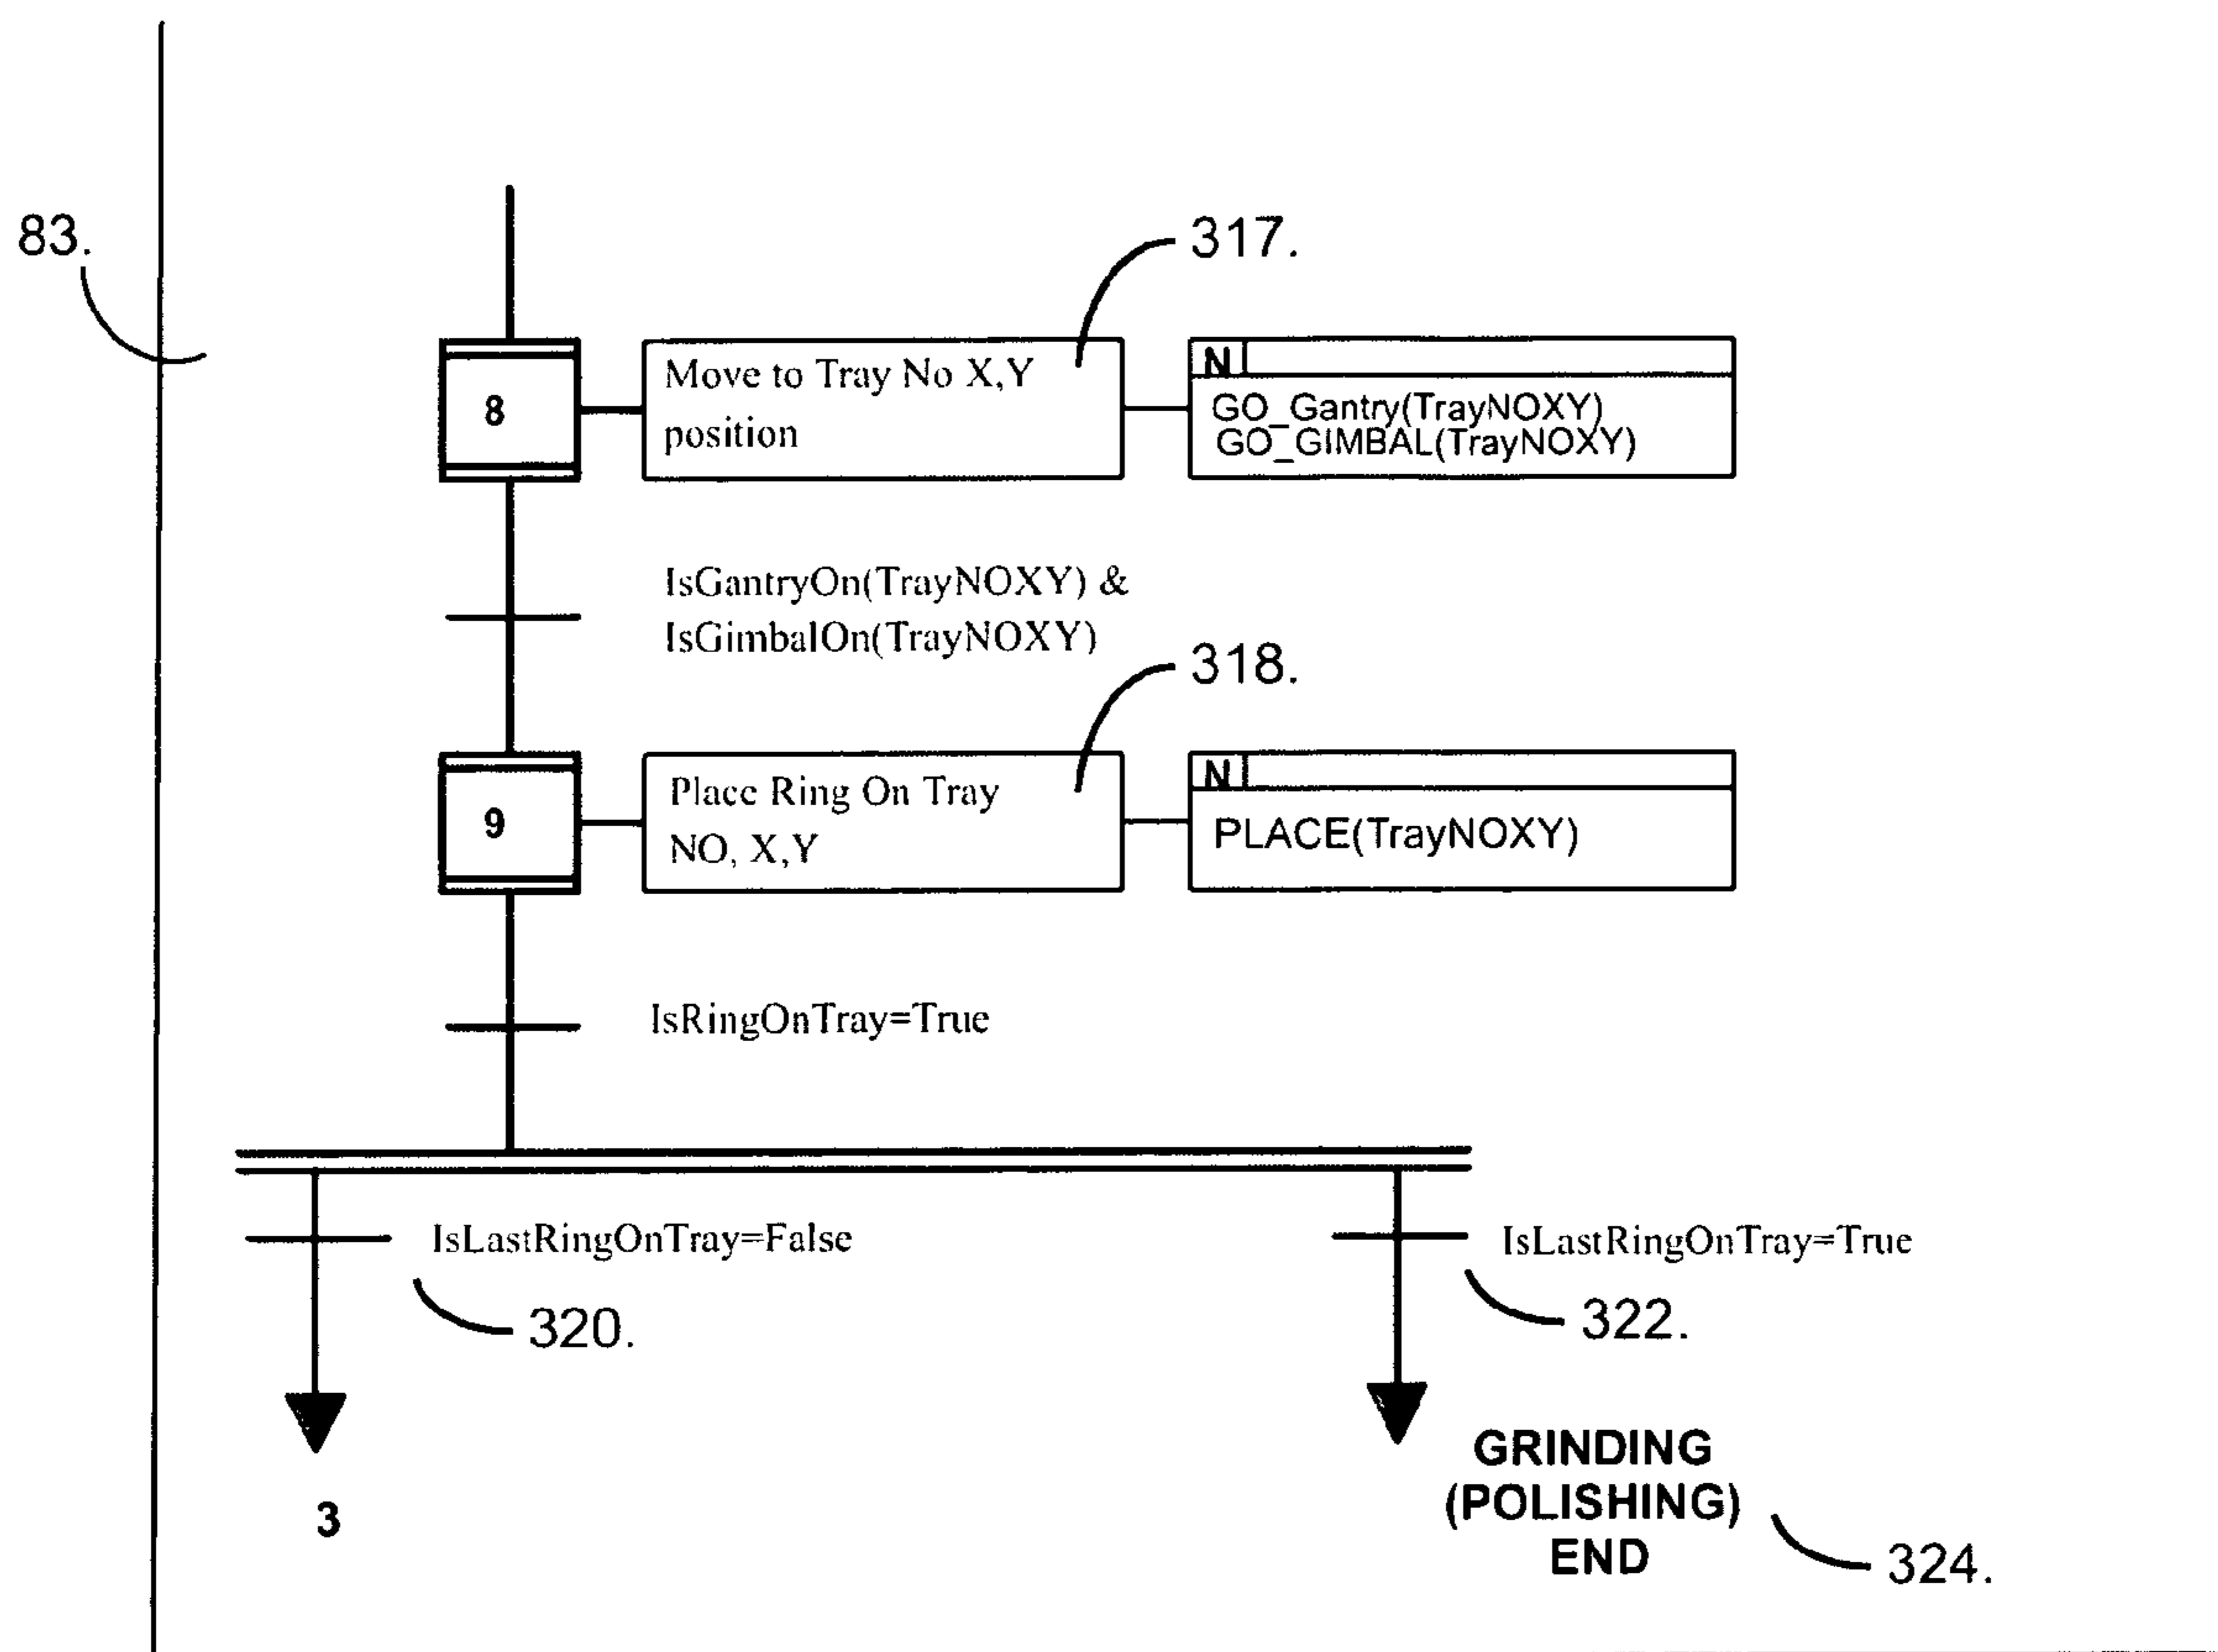 83.
317.
8
Move to Tray No X,Y
position
N
GO_Gantry(TrayNOXY)
GO_GIMBAL(TrayNOXY)
IsGantryOn(TrayNOXY) &
IsGimbalOn(TrayNOXY)
318.
9
Place Ring On Tray
NO, X,Y
N
PLACE(TrayNOXY)
IsRingOnTray=True
IsLastRingOnTray=False
IsLastRingOnTray=True
320.
322.
3
GRINDING
(POLISHING)
END
324.